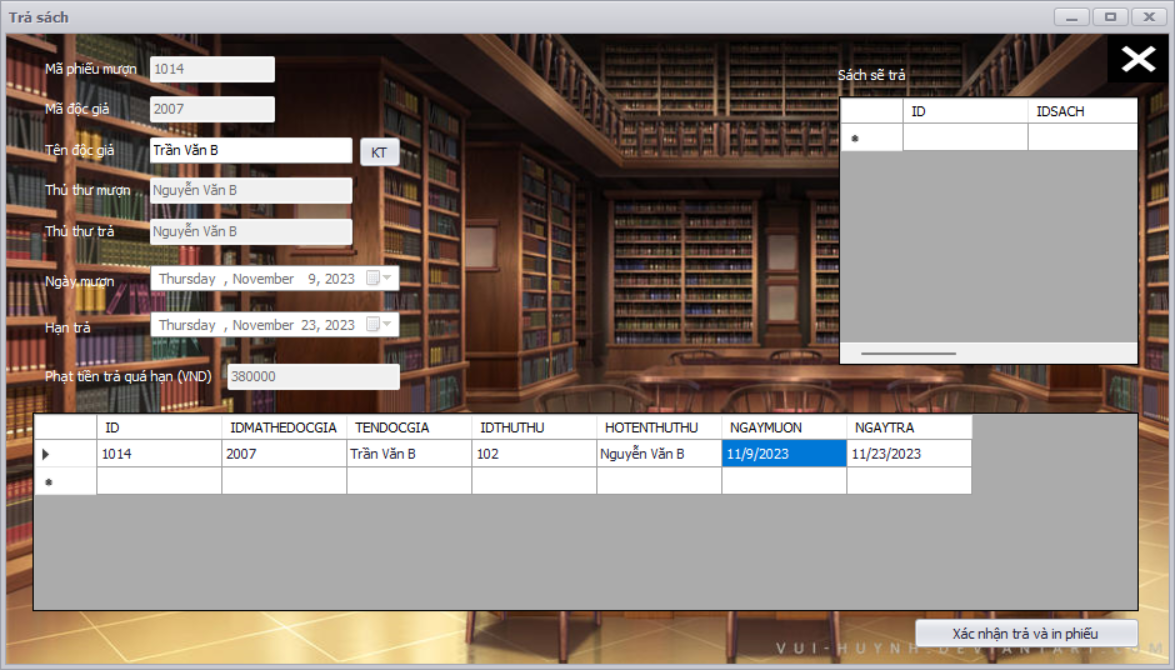 Trả sách
Mã phiếu mượn 1014
Sách sẽ trả
Mã độc giả 2007
ID IDSACH
Tên độc giả Trần Văn B KT
Thủ thư mượn Nguyễn Văn B
Thủ thư trả Nguyễn Văn B
Ngày mượn Thursday , November 9, 2023
Hạn trả Thursday , November 23, 2023
Phạt tiền trả quá hạn (VND) 380000
ID IDMATHEDOCGIA TENDOCGIA IDTHUTHU HOTENTHUTHU NGAYMUON NGAYTRA
1014 2007 Trần Văn B 102 Nguyễn Văn B 11/9/2023 11/23/2023
Xác nhận trả và in phiếu
VUI-HUYNH.DEVIANTART.COM